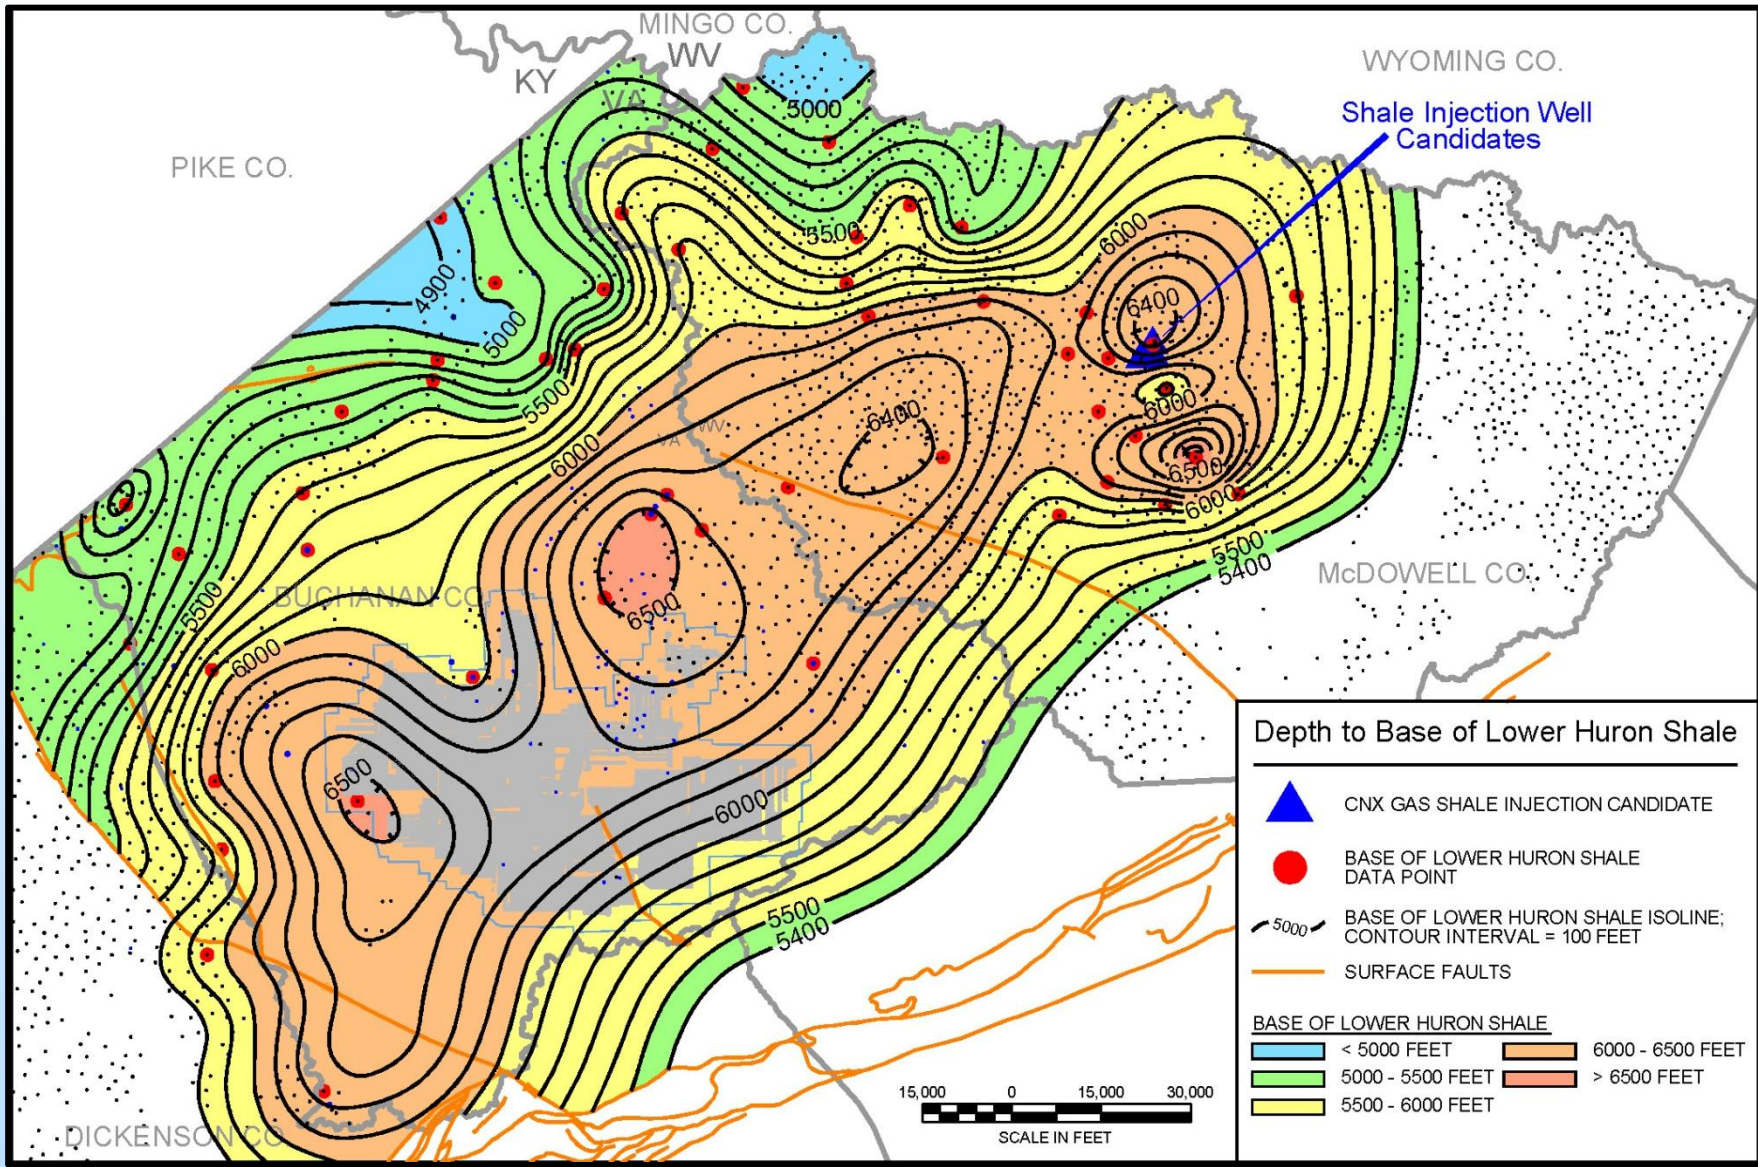 MINGO CO.
WV
KY
VA
WYOMING CO.
Shale Injection Well
Candidates
PIKE CO.
5000
4900
5000
5500
6000
6400
5500
6400
6000
6000
6500
6000
5500
5400
McDOWELL CO.
VA
WV
BUCHANAN CO.
5500
6000
6500
6500
6000
5500
5400
DICKENSON CO
Depth to Base of Lower Huron Shale
CNX GAS SHALE INJECTION CANDIDATE
BASE OF LOWER HURON SHALE
DATA POINT
5000
BASE OF LOWER HURON SHALE ISOLINE;
CONTOUR INTERVAL = 100 FEET
SURFACE FAULTS
BASE OF LOWER HURON SHALE
< 5000 FEET
5000 - 5500 FEET
5500 - 6000 FEET
6000 - 6500 FEET
> 6500 FEET
15,000 0 15,000 30,000
SCALE IN FEET